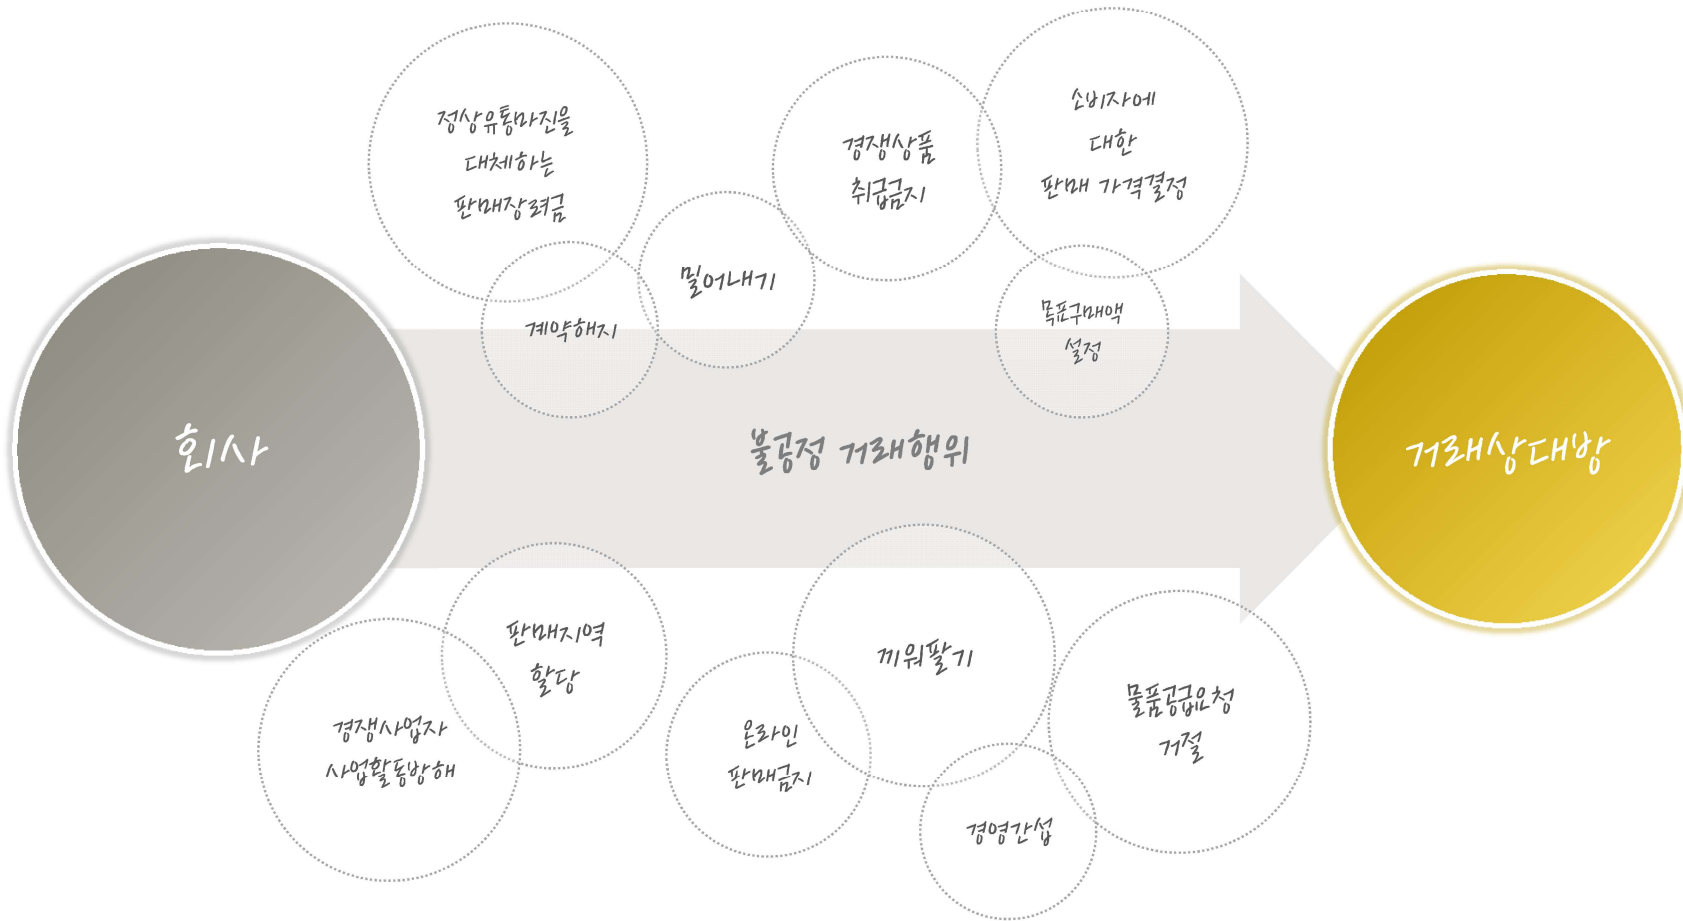 정상유통마진을
대체하는
판매장려금
경쟁상품
취급금지
소비자에
대한
판매 가격결정
계약해지
밀어내기
목표구매액
설정
회사
불공정 거래행위
거래상대방
경쟁사업자
사업활동방해
판매지역
할당
온라인
판매금지
끼워팔기
경영간섭
물품공급요청
거절